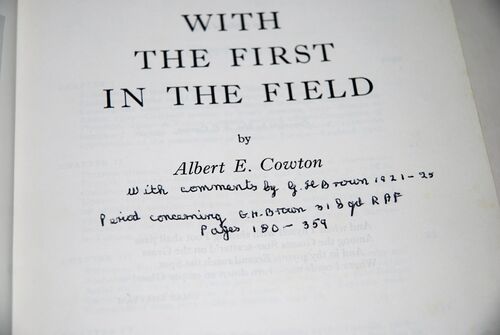 WITH
THE FIRST
IN THE FIELD
by
Albert E. Cowton
With comments by G.H Brown 1921-25
Period concerning G.H. Brown 31 Sqd RAF
Pages 180 - 359